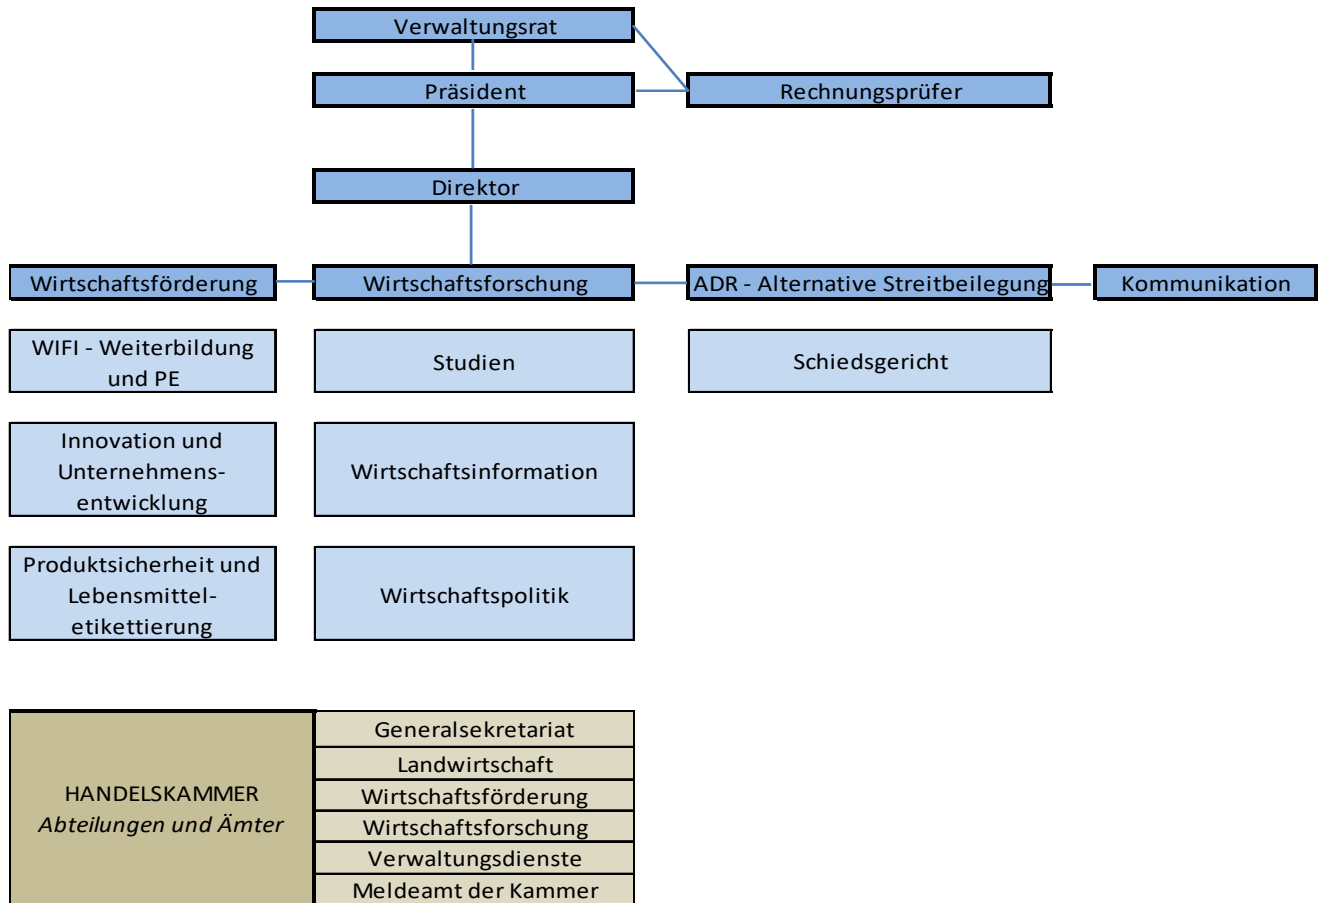 Verwaltungsrat
Präsident
Rechnungsprüfer
Direktor
Wirtschaftsförderung
Wirtschaftsforschung
ADR - Alternative Streitbeilegung
Kommunikation
WIFI - Weiterbildung
und PE
Studien
Schiedsgericht
Innovation und
Unternehmens-
entwicklung
Wirtschaftsinformation
Produktsicherheit und
Lebensmittel-
etikettierung
Wirtschaftspolitik
HANDELSKAMMER
Abteilungen und Ämter
Generalsekretariat
Landwirtschaft
Wirtschaftsförderung
Wirtschaftsforschung
Verwaltungsdienste
Meldeamt der Kammer